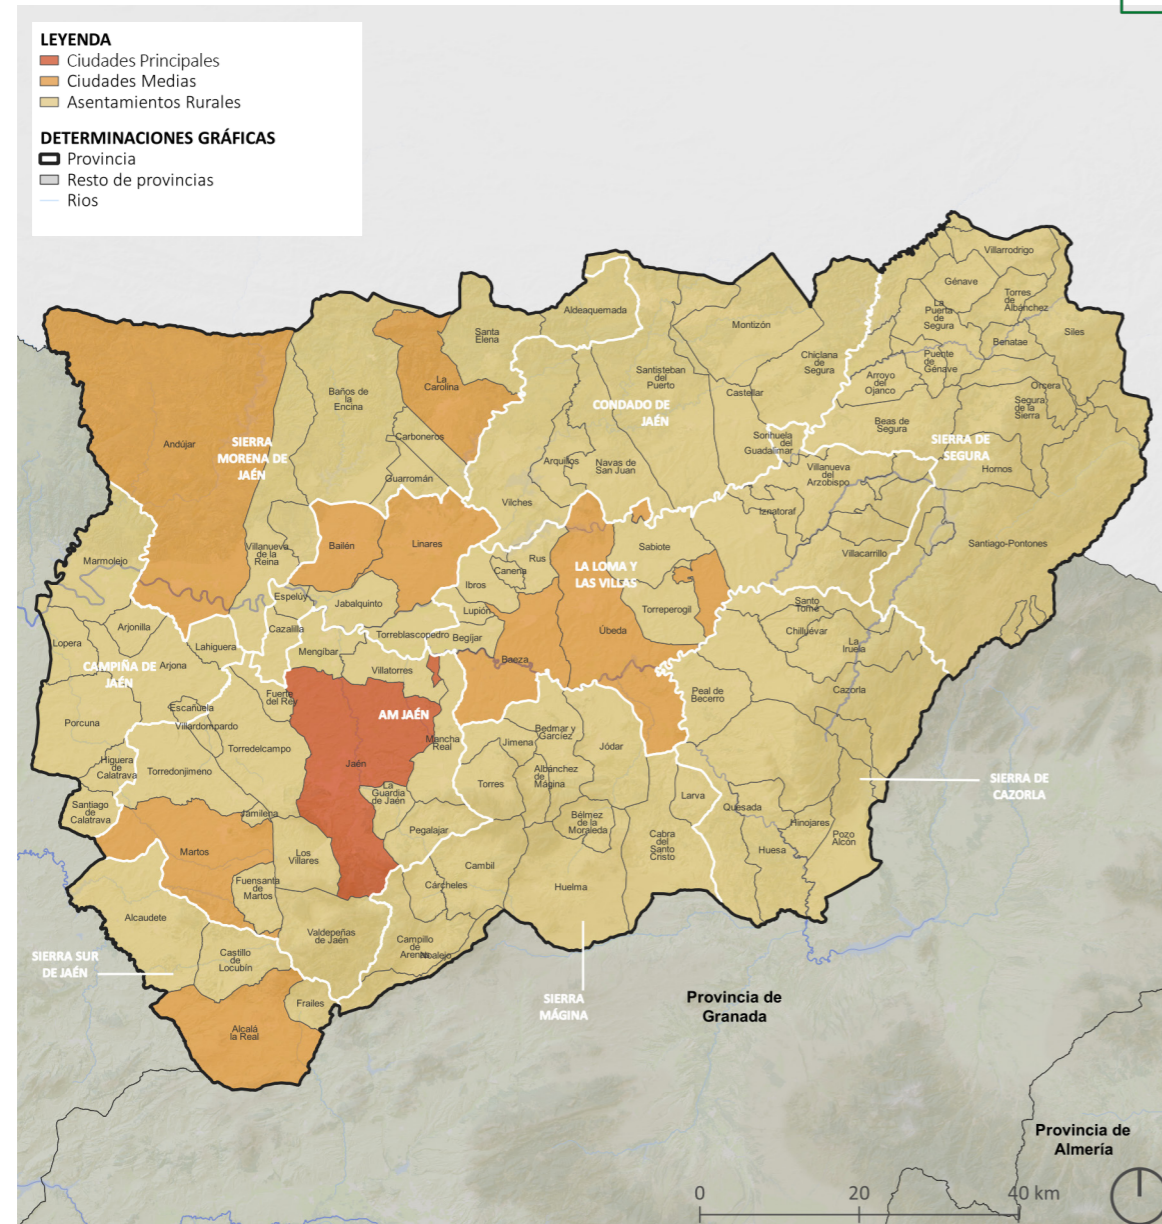 LEYENDA
Ciudades Principales
Ciudades Medias
Asentamientos Rurales
DETERMINACIONES GRÁFICAS
Provincia
Resto de provincias
Rios
Villarrodrigo
Génave
Torres
de
Albánchez
La
Puerta
de
Segura
Siles
Benatae
Puente
de
Génave
Arroyo
del
Ojanco
Orcera
Segura
de la
Sierra
Beas de
Segura
SIERRA DE
SEGURA
Hornos
Santiago-Pontones
Aldeaquemada
Montizón
Chiclana
de
Segura
Santisteban
del
Puerto
Castellar
CONDADO DE
JAÉN
Sorihuela
del
Guadalimar
Arquillos
Navas de
San Juan
Vilches
Santa
Elena
La
Carolina
Baños de
la
Encina
Carboneros
Guarromán
Andújar
SIERRA
MORENA DE
JAÉN
Villanueva
de la
Reina
Bailén
Linares
Marmolejo
Espelúy
Jabalquinto
Cazalilla
Mengíbar
Torreblascopedro
Villatorres
Villanueva
del
Arzobispo
Iznatoraf
Villacarrillo
Sabiote
Rus
Canena
Ibros
Lupión
Begíjar
Baeza
LA LOMA Y
LAS VILLAS
Torreperogil
Úbeda
Santo
Tomé
Chilluévar
La
Iruela
Cazorla
Peal de
Becerro
Quesada
Hinojares
Huesa
Pozo
Alcón
SIERRA DE
CAZORLA
Lopera
Arjonilla
Lahiguera
Arjona
CAMPIÑA DE
JAÉN
Escañuela
Porcuna
Higuera
de
Calatrava
Santiago
de
Calatrava
Villardompardo
Fuerte
del Rey
Torredelcampo
Torredonjimeno
Jamilena
AM JAÉN
Jaén
Mancha
Real
La
Guardia
de Jaén
Pegalajar
Los
Villares
Martos
Fuensanta
de
Martos
Valdepeñas
de Jaén
Alcaudete
Castillo
de
Locubín
Frailes
Alcalá
la Real
SIERRA SUR
DE JAÉN
Bedmar y
Garcíez
Jimena
Jódar
Torres
Albánchez
de
Mágina
Bélmez
de la
Moraleda
Larva
Cabra
del
Santo
Cristo
Cambil
Cárcheles
Huelma
Campillo
de
Arenas
Noalejo
SIERRA
MÁGINA
Provincia de
Granada
Provincia de
Almería
0 20 40 km